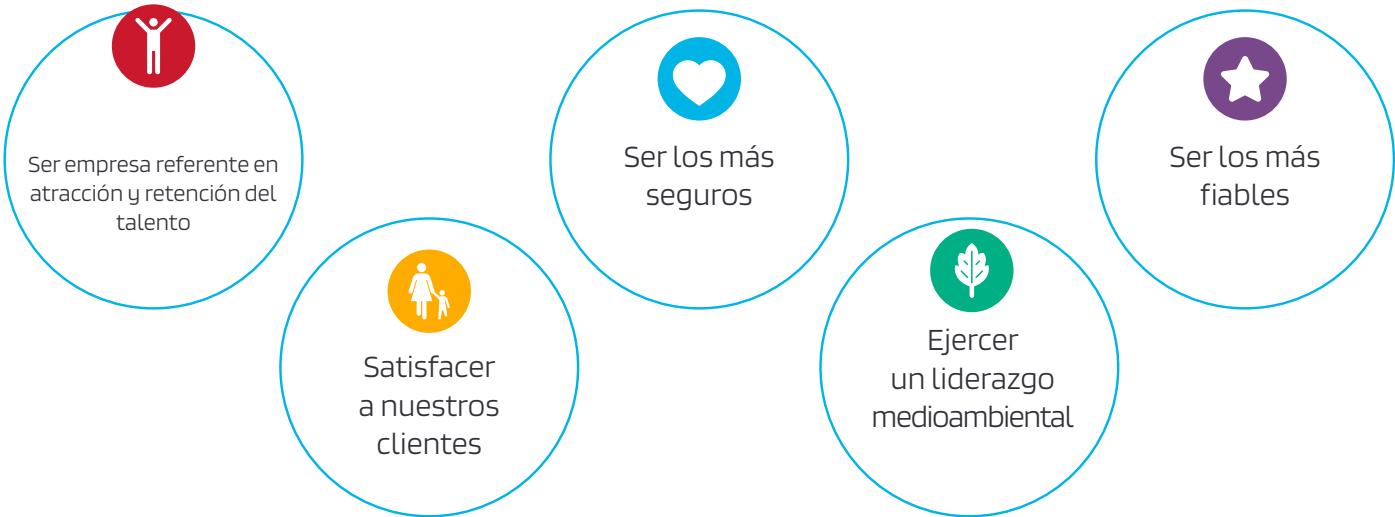 Ser empresa referente en
atracción y retención del
talento
Satisfacer
a nuestros
clientes
Ser los más
seguros
Ejercer
un liderazgo
medioambiental
Ser los más
fiables